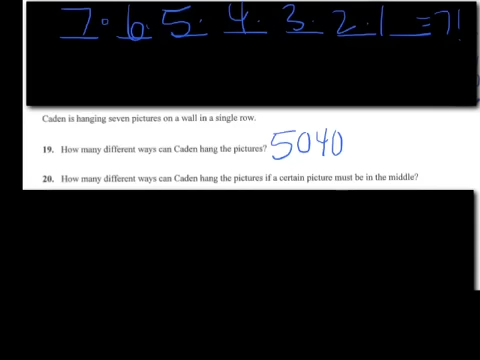 7 · 6 · 5 · 4 · 3 · 2 · 1 = 7!
Caden is hanging seven pictures on a wall in a single row.
19. How many different ways can Caden hang the pictures? 5040
20. How many different ways can Caden hang the pictures if a certain picture must be in the middle?